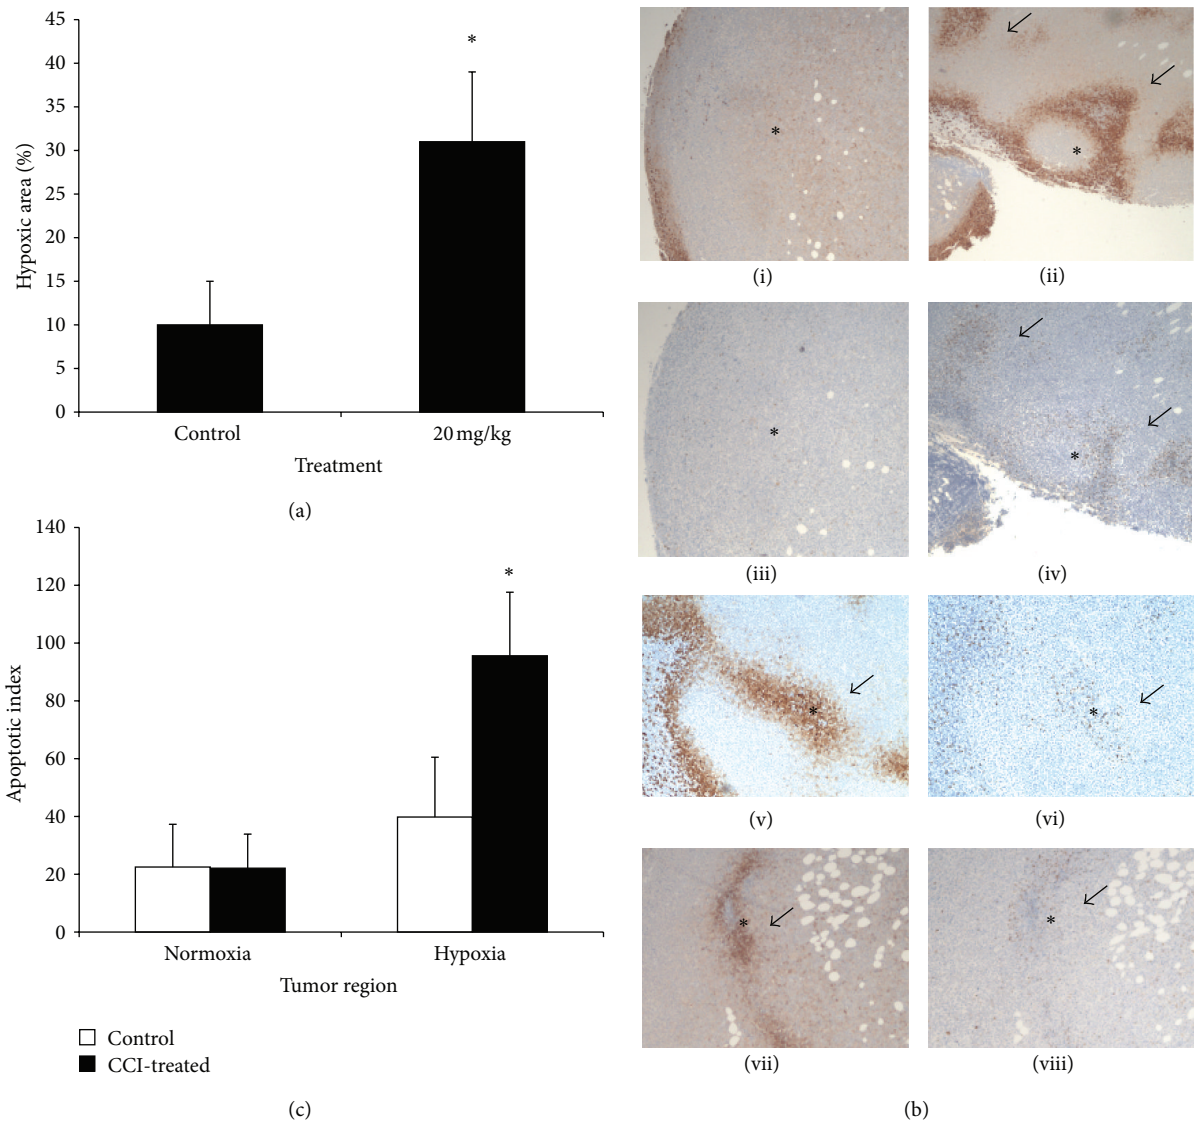 45
40
35
30
25
20
15
10
5
0
Hypoxic area (%)
*
Control
20 mg/kg
Treatment
(a)
140
120
100
80
60
40
20
0
Apoptotic index
*
Normoxia
Hypoxia
Tumor region
Control
CCI-treated
(c)
*
(i)
*
(ii)
*
(iii)
*
(iv)
*
(v)
*
(vi)
*
(vii)
*
(viii)
(b)